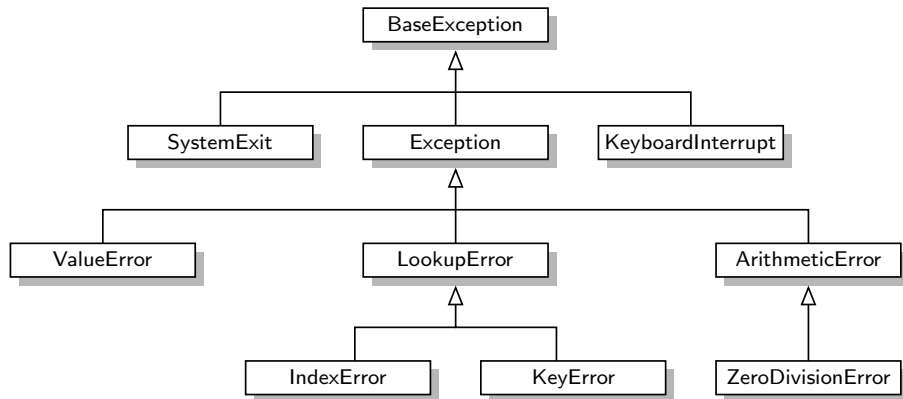 BaseException
SystemExit
Exception
KeyboardInterrupt
ValueError
LookupError
ArithmeticError
IndexError
KeyError
ZeroDivisionError